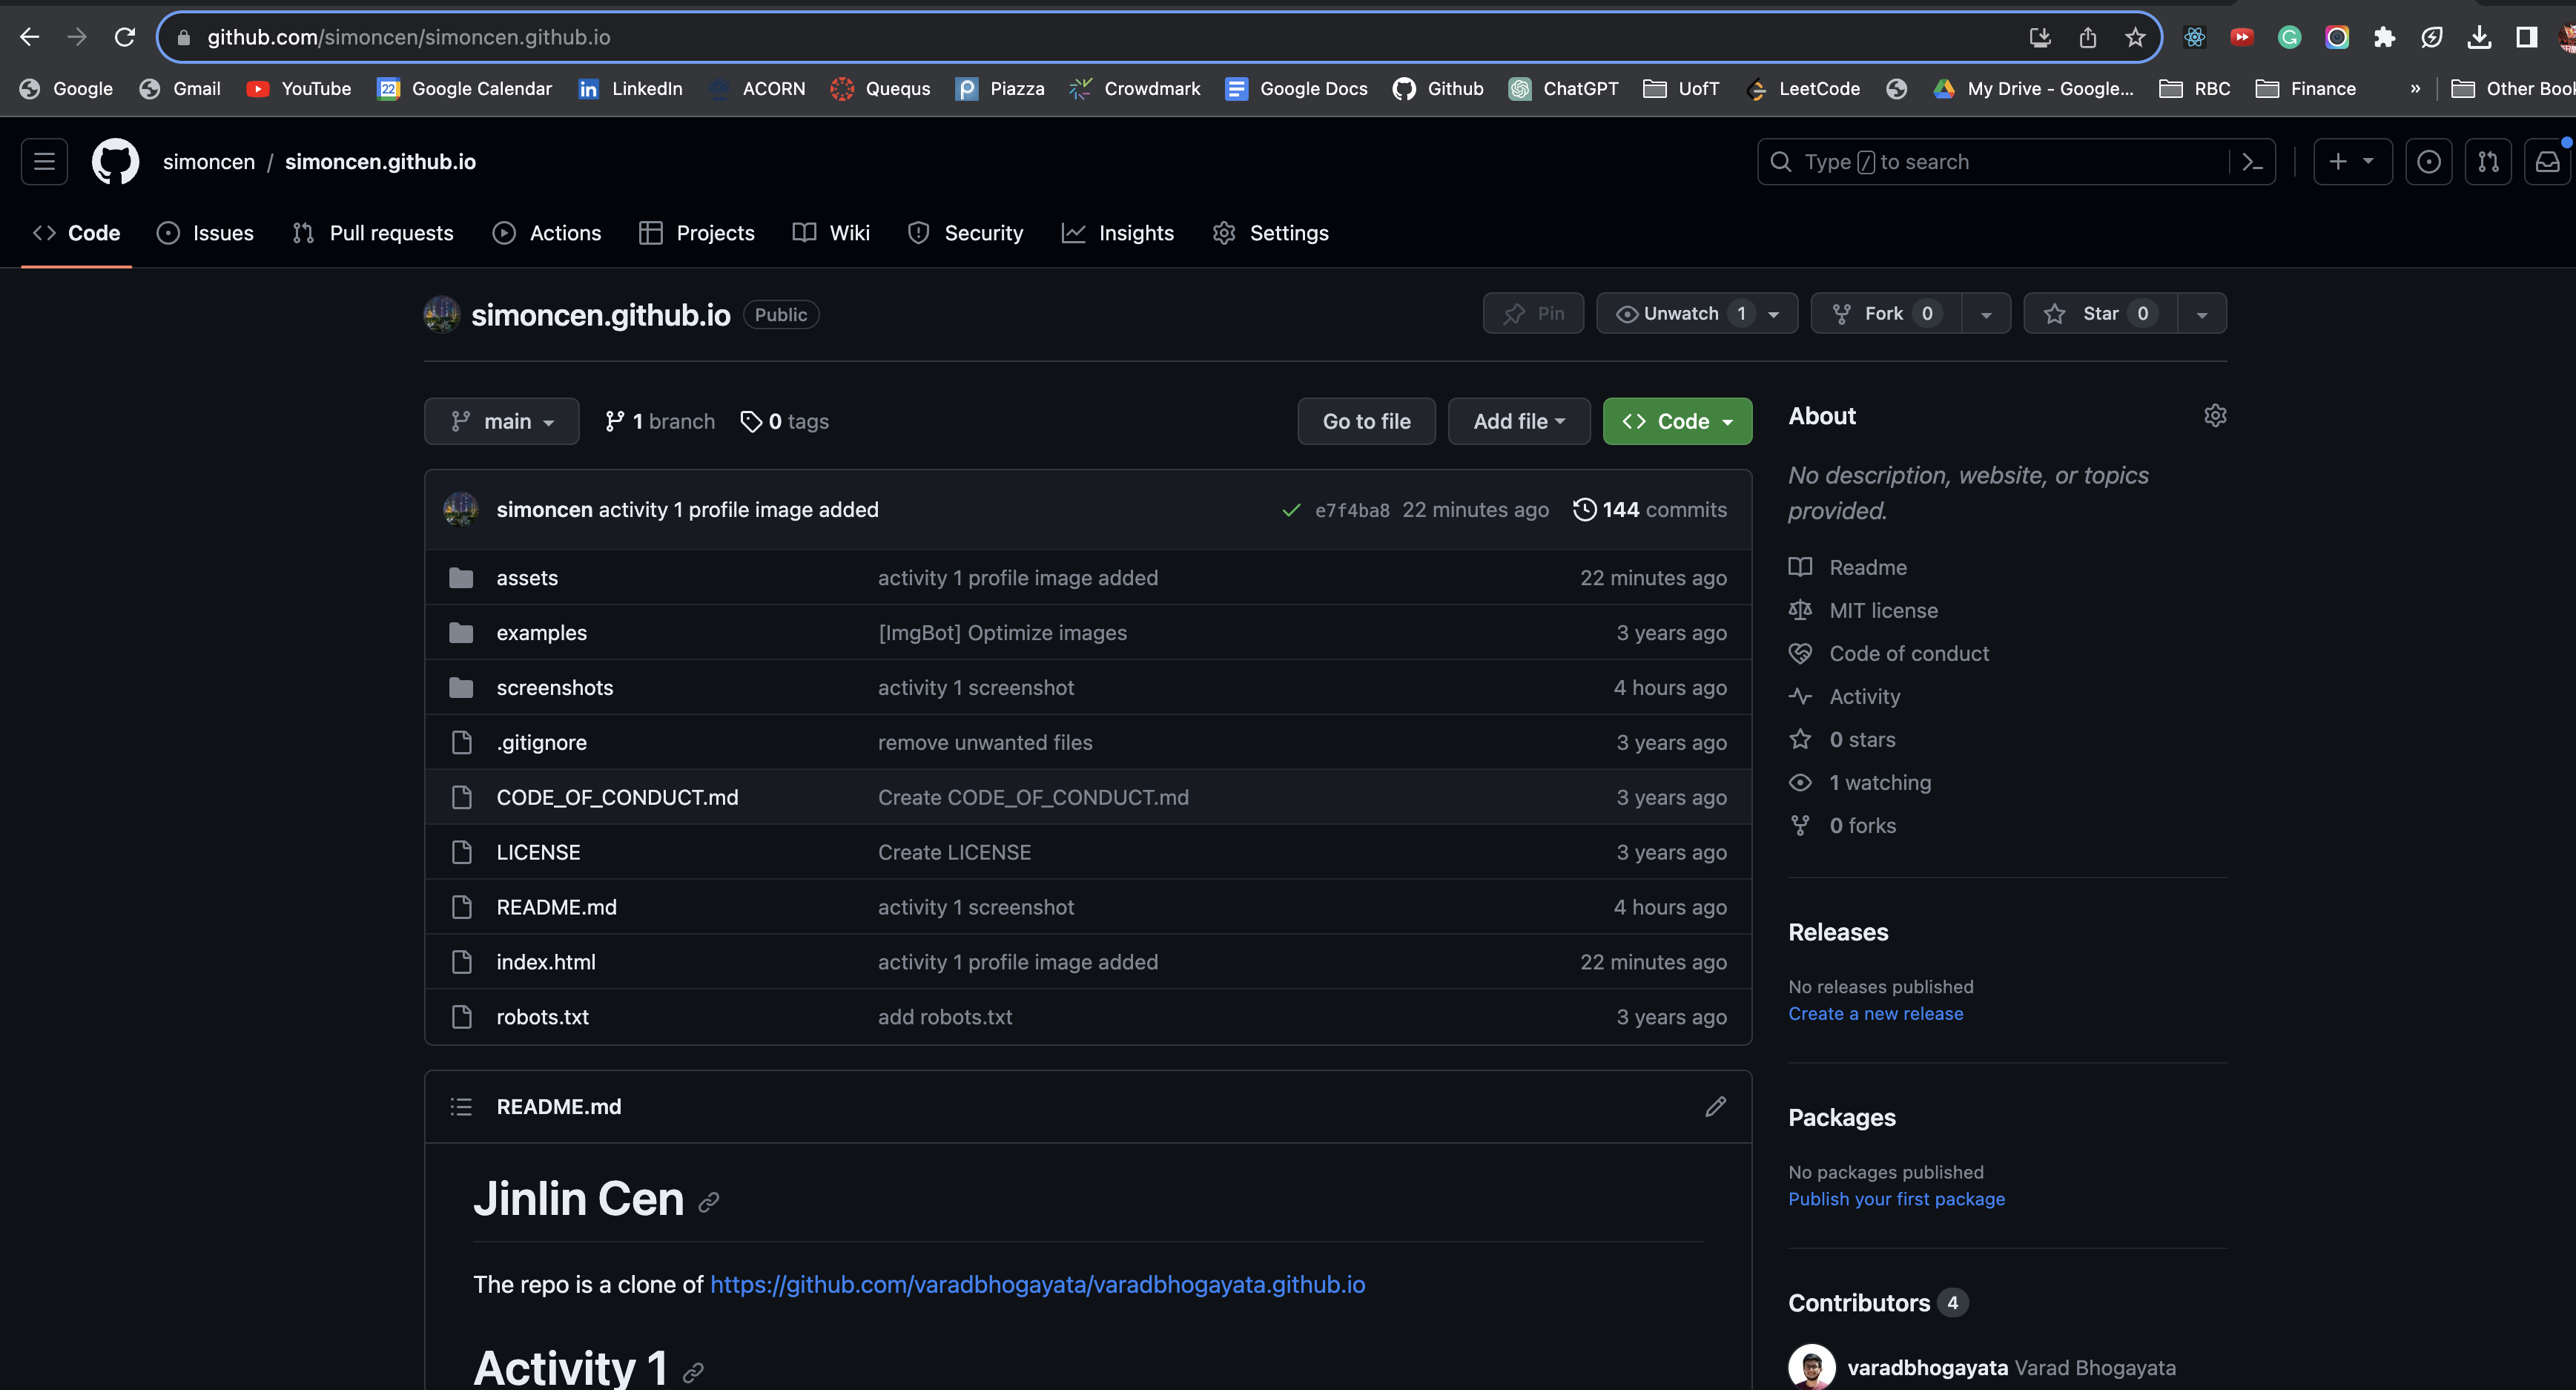 github.com/simoncen/simoncen.github.io
Google Gmail YouTube 22 Google Calendar in LinkedIn ACORN Quequs P Piazza Crowdmark Google Docs Github ChatGPT UofT LeetCode My Drive - Google... RBC Finance » Other Book
simoncen / simoncen.github.io Type / to search
Code Issues Pull requests Actions Projects Wiki Security Insights Settings
simoncen.github.io Public Pin Unwatch 1 Fork 0 Star 0
main 1 branch 0 tags Go to file Add file Code
About
No description, website, or topics
provided.
simoncen activity 1 profile image added e7f4ba8 22 minutes ago 144 commits
assets activity 1 profile image added 22 minutes ago
examples [ImgBot] Optimize images 3 years ago
screenshots activity 1 screenshot 4 hours ago
.gitignore remove unwanted files 3 years ago
CODE_OF_CONDUCT.md Create CODE_OF_CONDUCT.md 3 years ago
LICENSE Create LICENSE 3 years ago
README.md activity 1 screenshot 4 hours ago
index.html activity 1 profile image added 22 minutes ago
robots.txt add robots.txt 3 years ago
Readme
MIT license
Code of conduct
Activity
0 stars
1 watching
0 forks
Releases
No releases published
Create a new release
Packages
No packages published
Publish your first package
Contributors 4
varadbhogayata Varad Bhogayata
README.md
Jinlin Cen
The repo is a clone of https://github.com/varadbhogayata/varadbhogayata.github.io
Activity 1